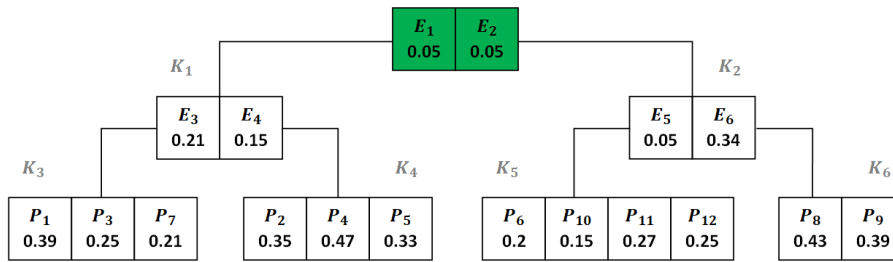 E1 E2
0.05 0.05
K1 K2
E3 E4 E5 E6
0.21 0.15 0.05 0.34
K3 K4 K5 K6
P1 P3 P7 P2 P4 P5 P6 P10 P11 P12 P8 P9
0.39 0.25 0.21 0.35 0.47 0.33 0.2 0.15 0.27 0.25 0.43 0.39